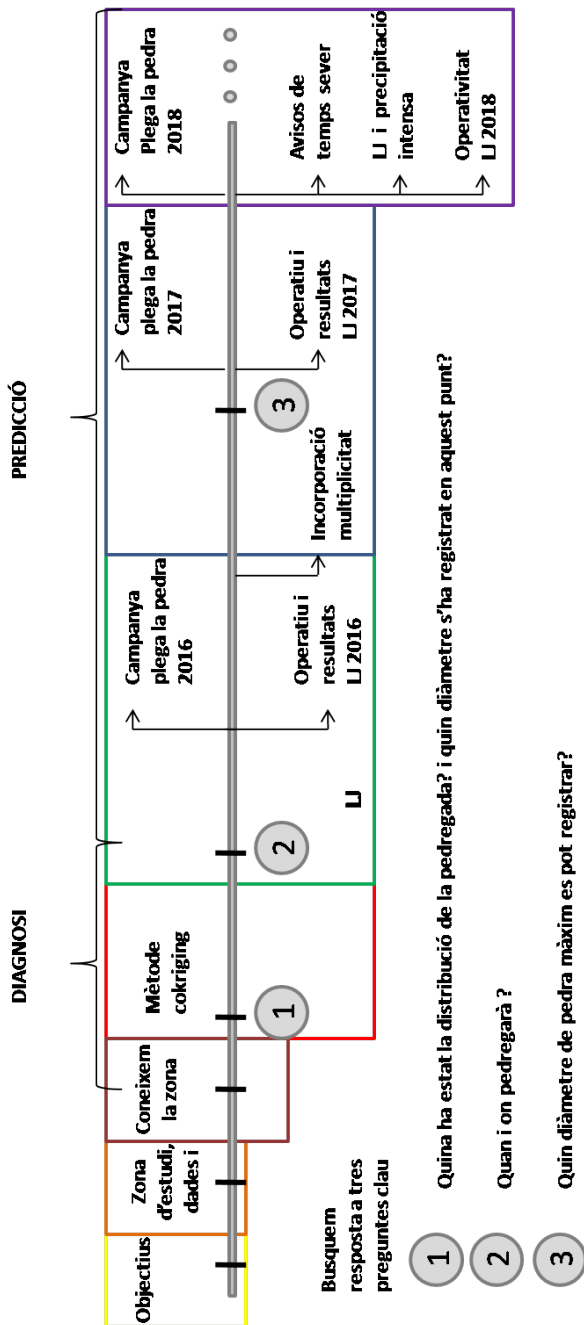 DIAGNOSI
PREDICCIÓ
Objectius
Zona
d'estudi,
dades i
Coneixem
la zona
Mètode
cokriging
1
2
LJ
Campanya
plega la pedra
2016
Operatiu i
resultats
LJ 2016
Incorporació
multiplicitat
3
Campanya
plega la pedra
2017
Operatiu i
resultats
LJ 2017
Campanya
Plega la pedra
2018
Avisos de
temps sever
LJ i precipitació
intensa
Operativitat
LJ 2018
Busquem
resposta a tres
preguntes clau
1
Quina ha estat la distribució de la pedregada? i quin diàmetre s'ha registrat en aquest punt?
2
Quan i on pedregarà ?
3
Quin diàmetre de pedra màxim es pot registrar?